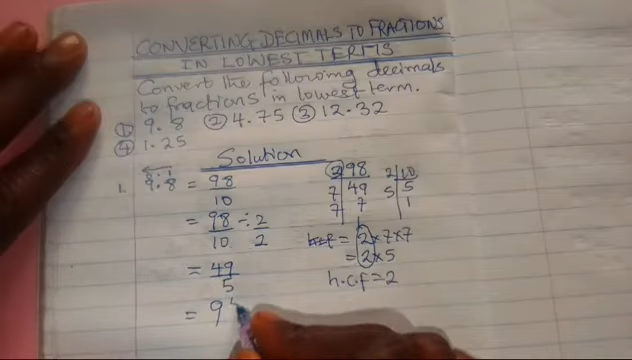 CONVERTING DECIMALS TO FRACTIONS
IN LOWEST TERMS
Convert the following decimals
to fractions in lowest term.
① 9.8 ② 4.75 ③ 12.32
④ 1.25
Solution
1. 9.8 = 98/10
= 98/10 ÷ 2/2
= 49/5
= 9
2 | 98
7 | 49
7 | 7
1
2 | 10
5 | 5
1
= 2×7×7
= 2×5
h.c.f = 2